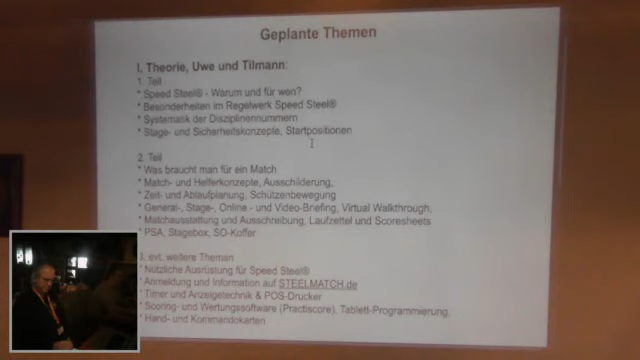 Geplante Themen
I. Theorie, Uwe und Tilmann:
1. Teil
* Speed Steel® - Warum und für wen?
* Besonderheiten im Regelwerk Speed Steel®
* Systematik der Disziplinennummern
* Stage- und Sicherheitskonzepte, Startpositionen
2. Teil
* Was braucht man für ein Match
* Match- und Helferkonzepte, Ausschilderung,
* Zeit- und Ablaufplanung, Schützenbewegung
* General-, Stage-, Online - und Video-Briefing, Virtual Walkthrough,
* Matchausstattung und Ausschreibung, Laufzettel und Scoresheets
* PSA, Stagebox, SO-Koffer
3. evt. weitere Themen
* Nützliche Ausrüstung für Speed Steel®
* Anmeldung und Information auf STEELMATCH.de
* Timer und Anzeigetechnik & POS-Drucker
* Scoring- und Wertungssoftware (Practiscore), Tablett-Programmierung,
* Hand- und Kommandokarten